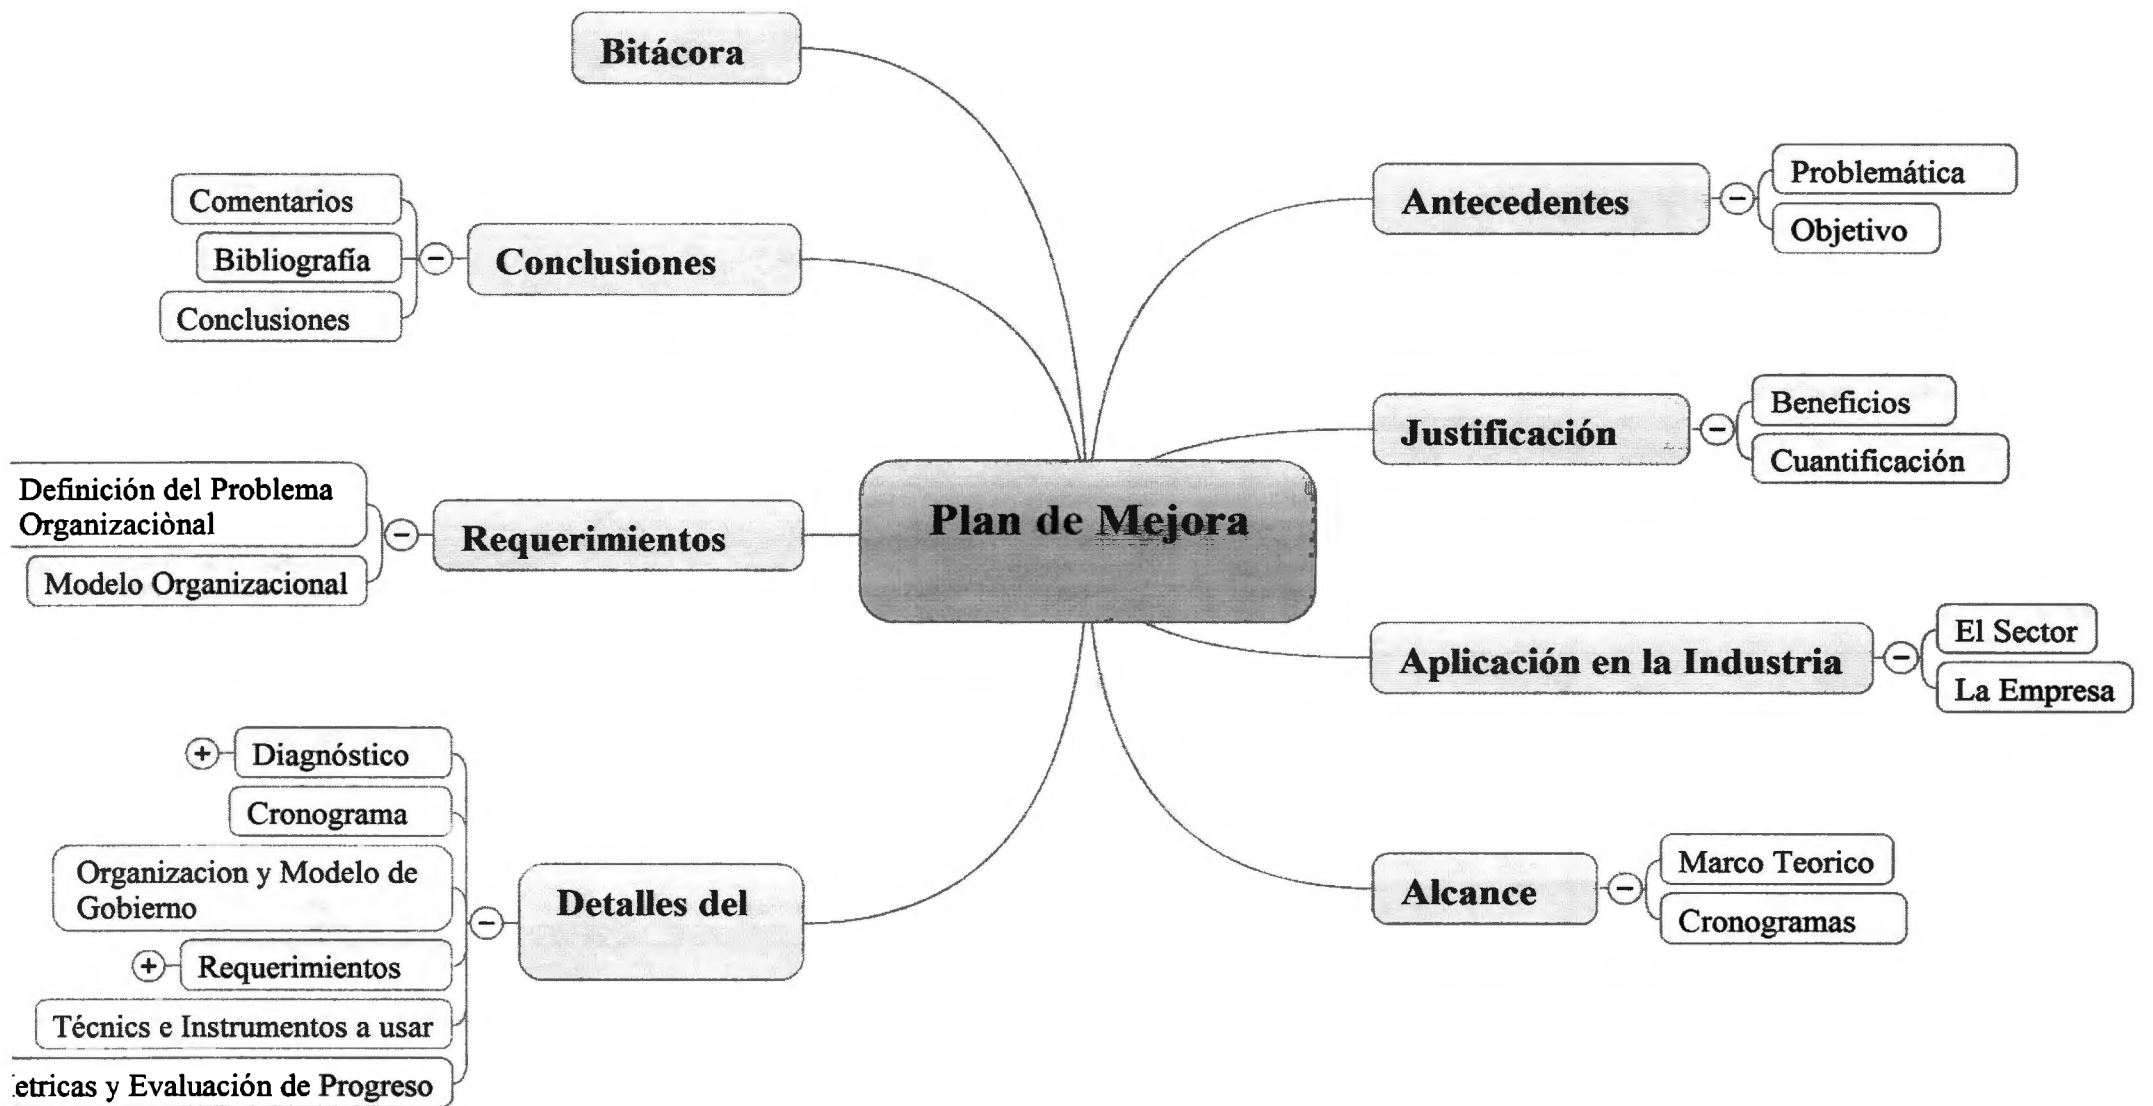 Bitácora
Comentarios
Bibliografía
Conclusiones
Conclusiones
Definición del Problema
Organizaciònal
Modelo Organizacional
Requerimientos
Diagnóstico
Cronograma
Organizacion y Modelo de
Gobierno
Requerimientos
Técnics e Instrumentos a usar
etricas y Evaluación de Progreso
Detalles del
Plan de Mejora
Antecedentes
Problemática
Objetivo
Justificación
Beneficios
Cuantificación
Aplicación en la Industria
El Sector
La Empresa
Alcance
Marco Teorico
Cronogramas